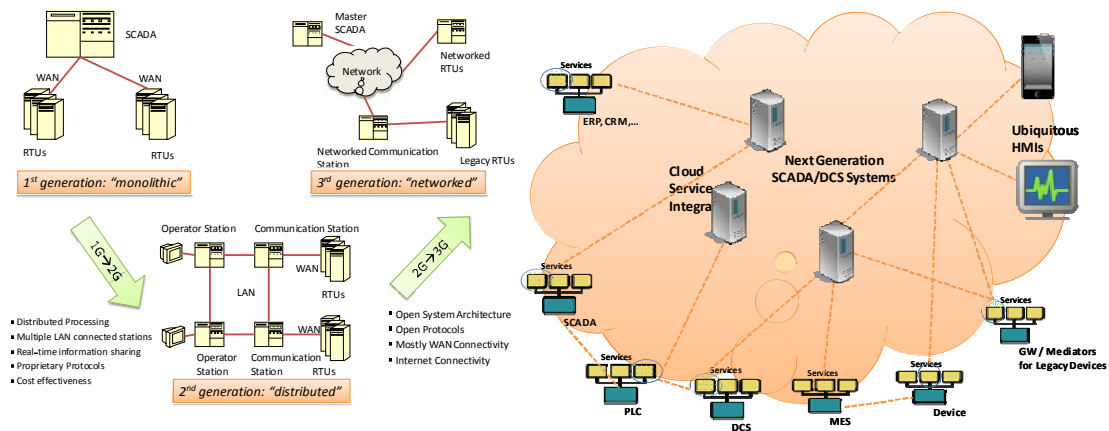 SCADA
WAN
WAN
RTUs
RTUs
1st generation: “monolithic”
Master
SCADA
Network
Networked
RTUs
Networked Communication
Station
Legacy RTUs
3rd generation: “networked”
1G→2G
▪ Distributed Processing
▪ Multiple LAN connected stations
▪ Real-time information sharing
▪ Proprietary Protocols
▪ Cost effectiveness
Operator Station
Communication Station
WAN
RTUs
LAN
WAN
RTUs
Operator
Station
Communication
Station
2nd generation: “distributed”
2G→3G
▪ Open System Architecture
▪ Open Protocols
▪ Mostly WAN Connectivity
▪ Internet Connectivity
Services
ERP, CRM,...
Cloud
Service
Integra
Next Generation
SCADA/DCS Systems
Ubiquitous
HMIs
Services
SCADA
Services
PLC
Services
DCS
Services
MES
Services
Device
Services
GW / Mediators
for Legacy Devices